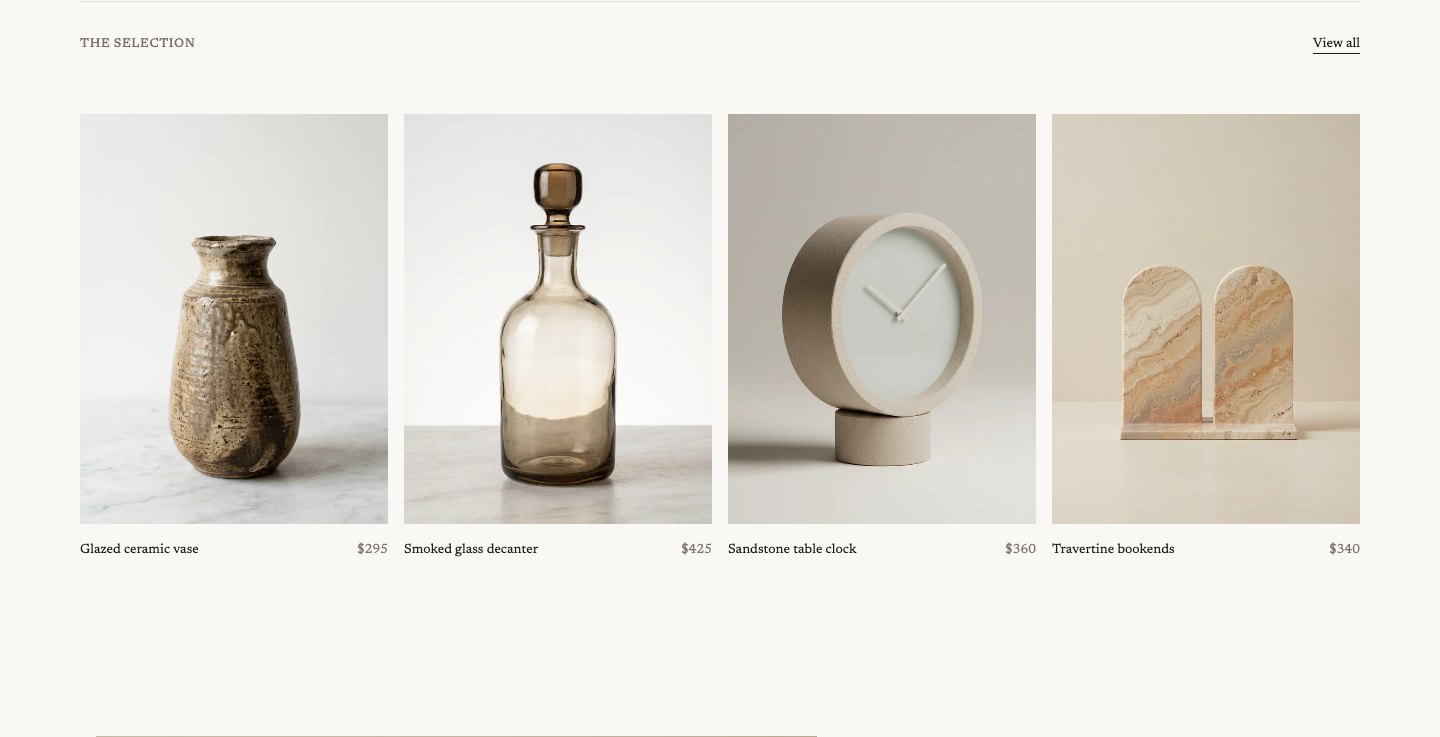 THE SELECTION
View all
Glazed ceramic vase
$295
Smoked glass decanter
$425
Sandstone table clock
$360
Travertine bookends
$340